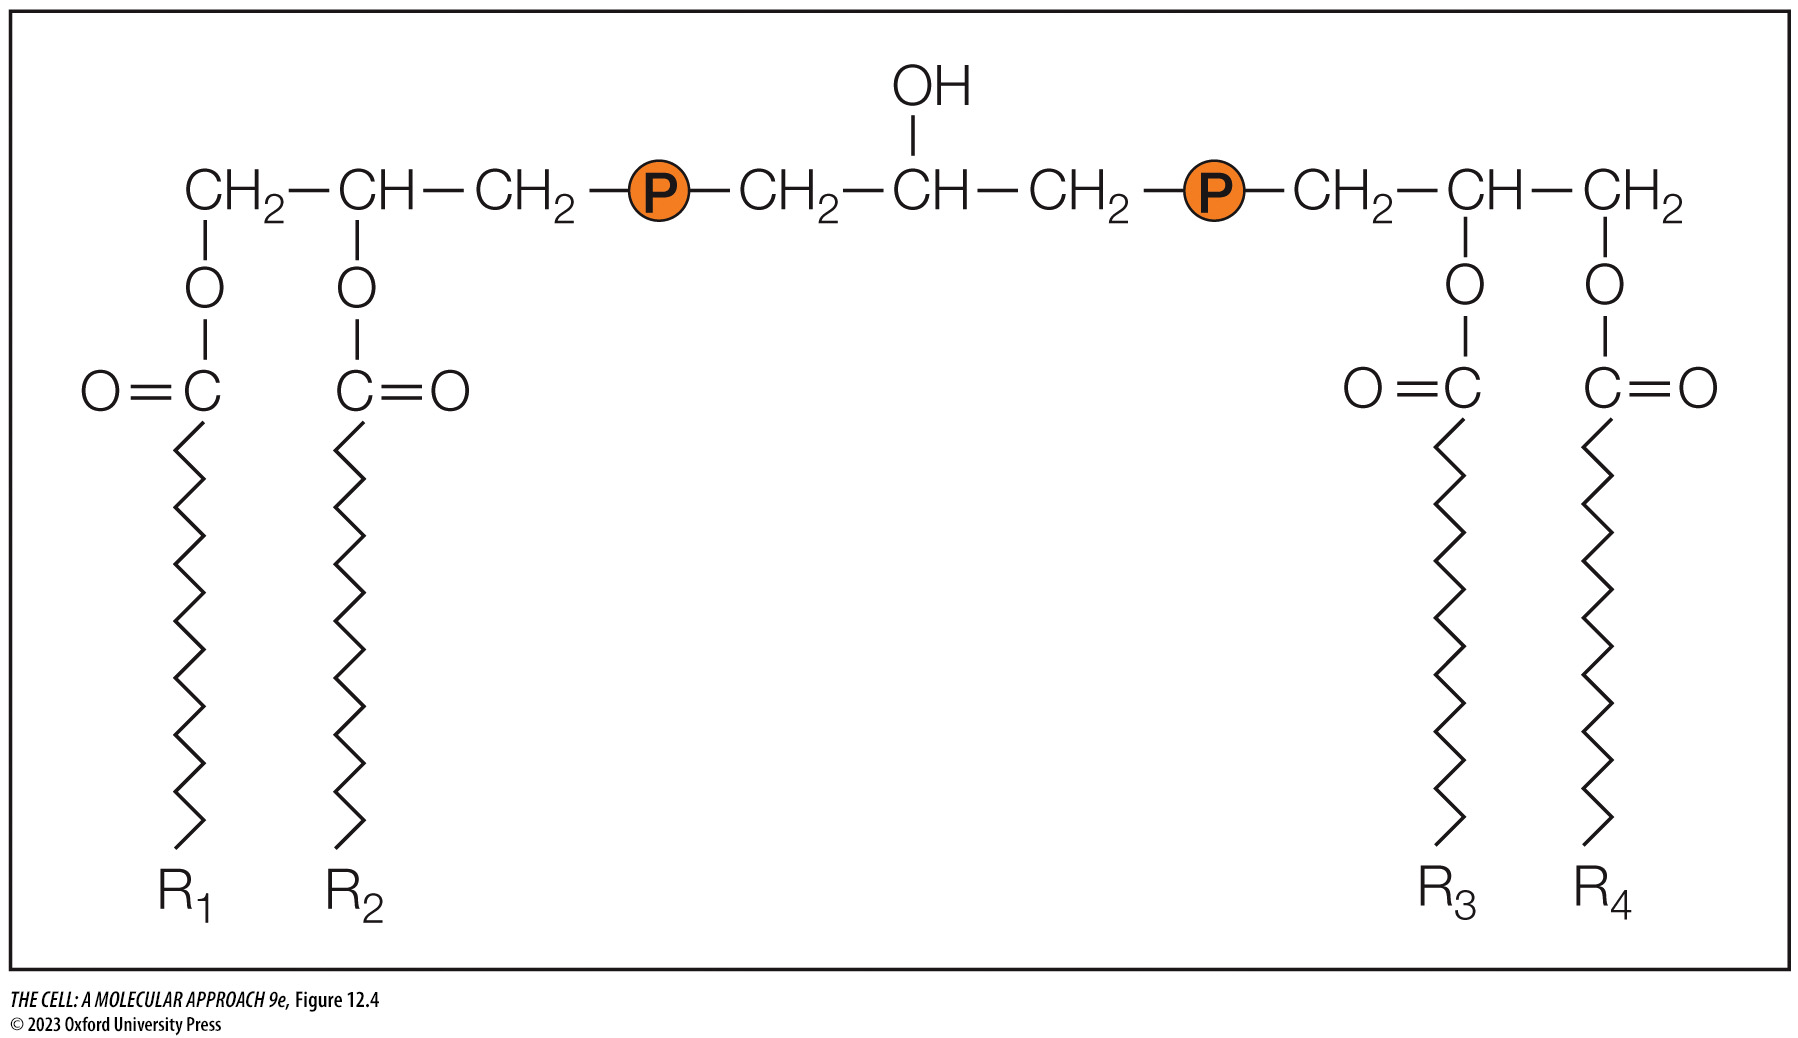 OH
CH2—CH—CH2—P—CH2—CH—CH2—P—CH2—CH—CH2
O O O O
O=C C=O O=C C=O
R1 R2 R3 R4
THE CELL: A MOLECULAR APPROACH 9e, Figure 12.4
© 2023 Oxford University Press